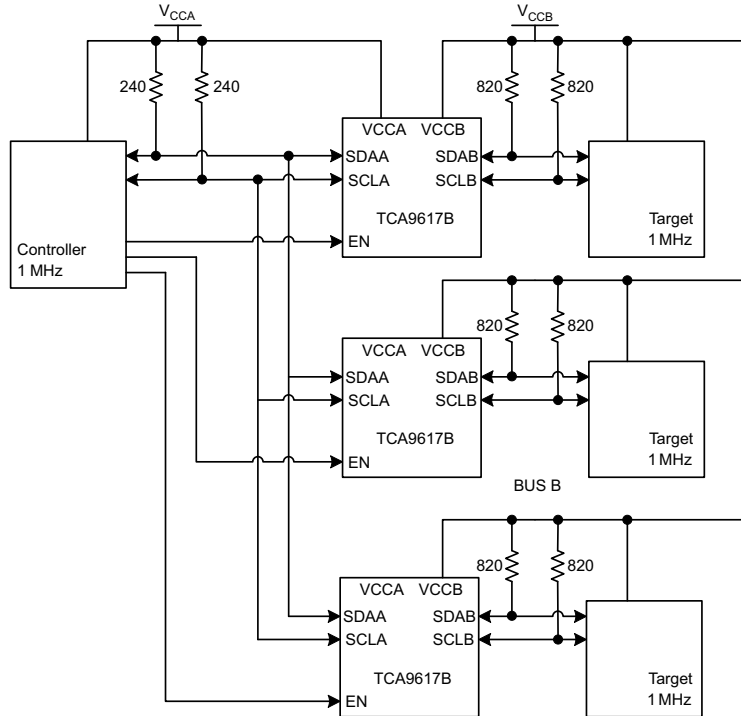 VCCA
VCCB
240 240 820 820
VCCA VCCB
SDAA SDAB
SCLA SCLB
TCA9617B
EN
Controller
1 MHz
Target
1 MHz
820 820
VCCA VCCB
SDAA SDAB
SCLA SCLB
TCA9617B
EN
Target
1 MHz
BUS B
820 820
VCCA VCCB
SDAA SDAB
SCLA SCLB
TCA9617B
EN
Target
1 MHz